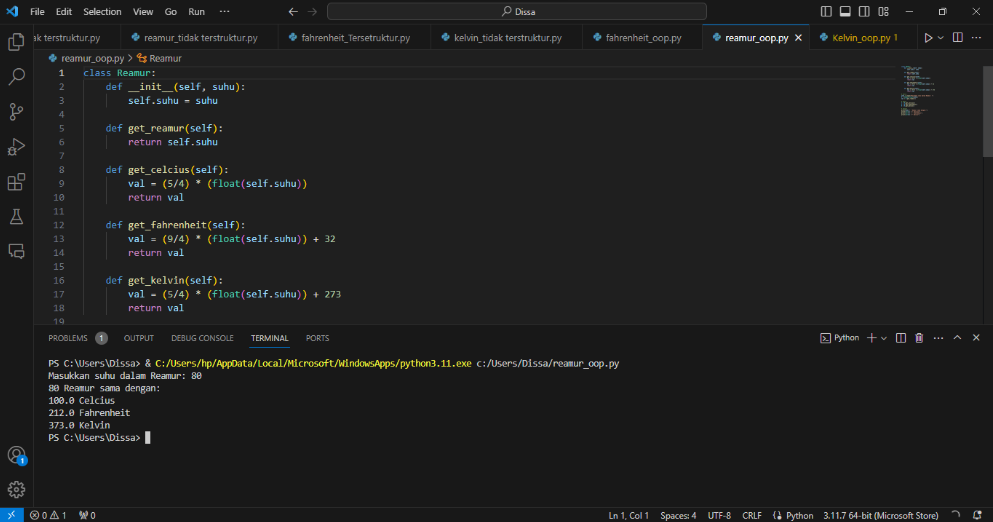 File Edit Selection View Go Run ··· Dissa
ak terstruktur.py reamur_tidak terstruktur.py fahrenheit_Tersetruktur.py kelvin_tidak terstruktur.py fahrenheit_oop.py reamur_oop.py Kelvin_oop.py 1
reamur_oop.py > Reamur
1 class Reamur:
2 def __init__(self, suhu):
3 self.suhu = suhu
4
5 def get_reamur(self):
6 return self.suhu
7
8 def get_celcius(self):
9 val = (5/4) * (float(self.suhu))
10 return val
11
12 def get_fahrenheit(self):
13 val = (9/4) * (float(self.suhu)) + 32
14 return val
15
16 def get_kelvin(self):
17 val = (5/4) * (float(self.suhu)) + 273
18 return val
19
PROBLEMS 1 OUTPUT DEBUG CONSOLE TERMINAL PORTS Python
PS C:\Users\Dissa> & C:/Users/hp/AppData/Local/Microsoft/WindowsApps/python3.11.exe c:/Users/Dissa/reamur_oop.py
Masukkan suhu dalam Reamur: 80
80 Reamur sama dengan:
100.0 Celcius
212.0 Fahrenheit
373.0 Kelvin
PS C:\Users\Dissa>
1
0 1 0 Ln 1, Col 1 Spaces: 4 UTF-8 CRLF Python 3.11.7 64-bit (Microsoft Store)